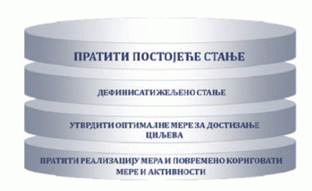 ПРАТИТИ ПОСТОЈЕЋЕ СТАЊЕ
ДЕФИНИСАТИ ЖЕЉЕНО СТАЊЕ
УТВРДИТИ ОПТИМАЛНЕ МЕРЕ ЗА ДОСТИЗАЊЕ
ЦИЉЕВА
ПРАТИТИ РЕАЛИЗАЦИЈУ МЕРА И ПОВРЕМЕНО КОРИГОВАТИ
МЕРЕ И АКТИВНОСТИ